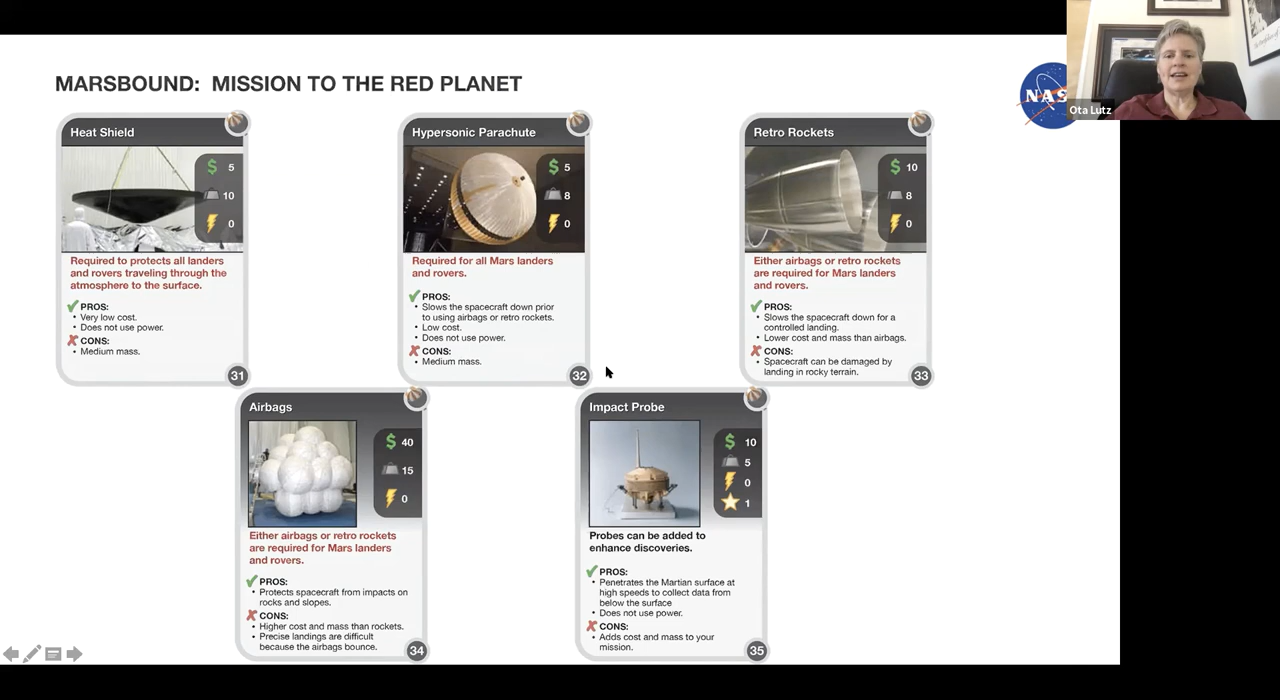 MARSBOUND: MISSION TO THE RED PLANET
NASA
Ota Lutz
Heat Shield
$ 5
10
0
Required to protects all landers
and rovers traveling through the
atmosphere to the surface.
PROS:
• Very low cost.
• Does not use power.
CONS:
• Medium mass.
31
Hypersonic Parachute
$ 5
8
0
Required for all Mars landers
and rovers.
PROS:
• Slows the spacecraft down prior
to using airbags or retro rockets.
• Low cost.
• Does not use power.
CONS:
• Medium mass.
32
Retro Rockets
$ 10
8
0
Either airbags or retro rockets
are required for Mars landers
and rovers.
PROS:
• Slows the spacecraft down for a
controlled landing.
• Lower cost and mass than airbags.
CONS:
• Spacecraft can be damaged by
landing in rocky terrain.
33
Airbags
$ 40
15
0
Either airbags or retro rockets
are required for Mars landers
and rovers.
PROS:
• Protects spacecraft from impacts on
rocks and slopes.
CONS:
• Higher cost and mass than rockets.
• Precise landings are difficult
because the airbags bounce.
34
Impact Probe
$ 10
5
0
1
Probes can be added to
enhance discoveries.
PROS:
• Penetrates the Martian surface at
high speeds to collect data from
below the surface
• Does not use power.
CONS:
• Adds cost and mass to your
mission.
35